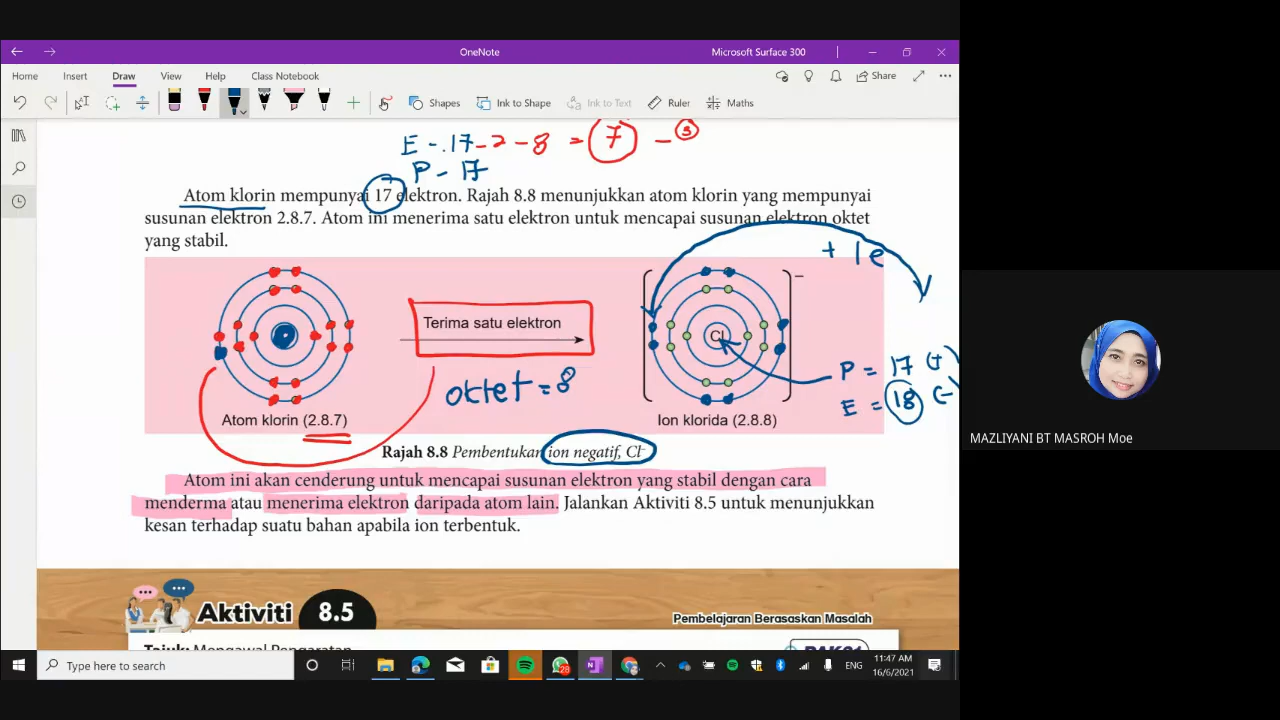 OneNote
Microsoft Surface 300
Home Insert Draw View Help Class Notebook
Share
Shapes Ink to Shape Ink to Text Ruler Maths
E - 17 - 2 - 8 = 7 -
P - 17
Atom klorin mempunyai 17 elektron. Rajah 8.8 menunjukkan atom klorin yang mempunyai
susunan elektron 2.8.7. Atom ini menerima satu elektron untuk mencapai susunan elektron oktet
yang stabil.
+ 1e
−
Terima satu elektron
Cl
oktet = 8
P = 17 (+)
E = 18 (-)
Atom klorin (2.8.7)
Ion klorida (2.8.8)
Rajah 8.8 Pembentukan ion negatif, Cl-
Atom ini akan cenderung untuk mencapai susunan elektron yang stabil dengan cara
menderma atau menerima elektron daripada atom lain. Jalankan Aktiviti 8.5 untuk menunjukkan
kesan terhadap suatu bahan apabila ion terbentuk.
Aktiviti 8.5
Pembelajaran Berasaskan Masalah
MAZLIYANI BT MASROH Moe
Type here to search
28
ENG
11:47 AM
16/6/2021